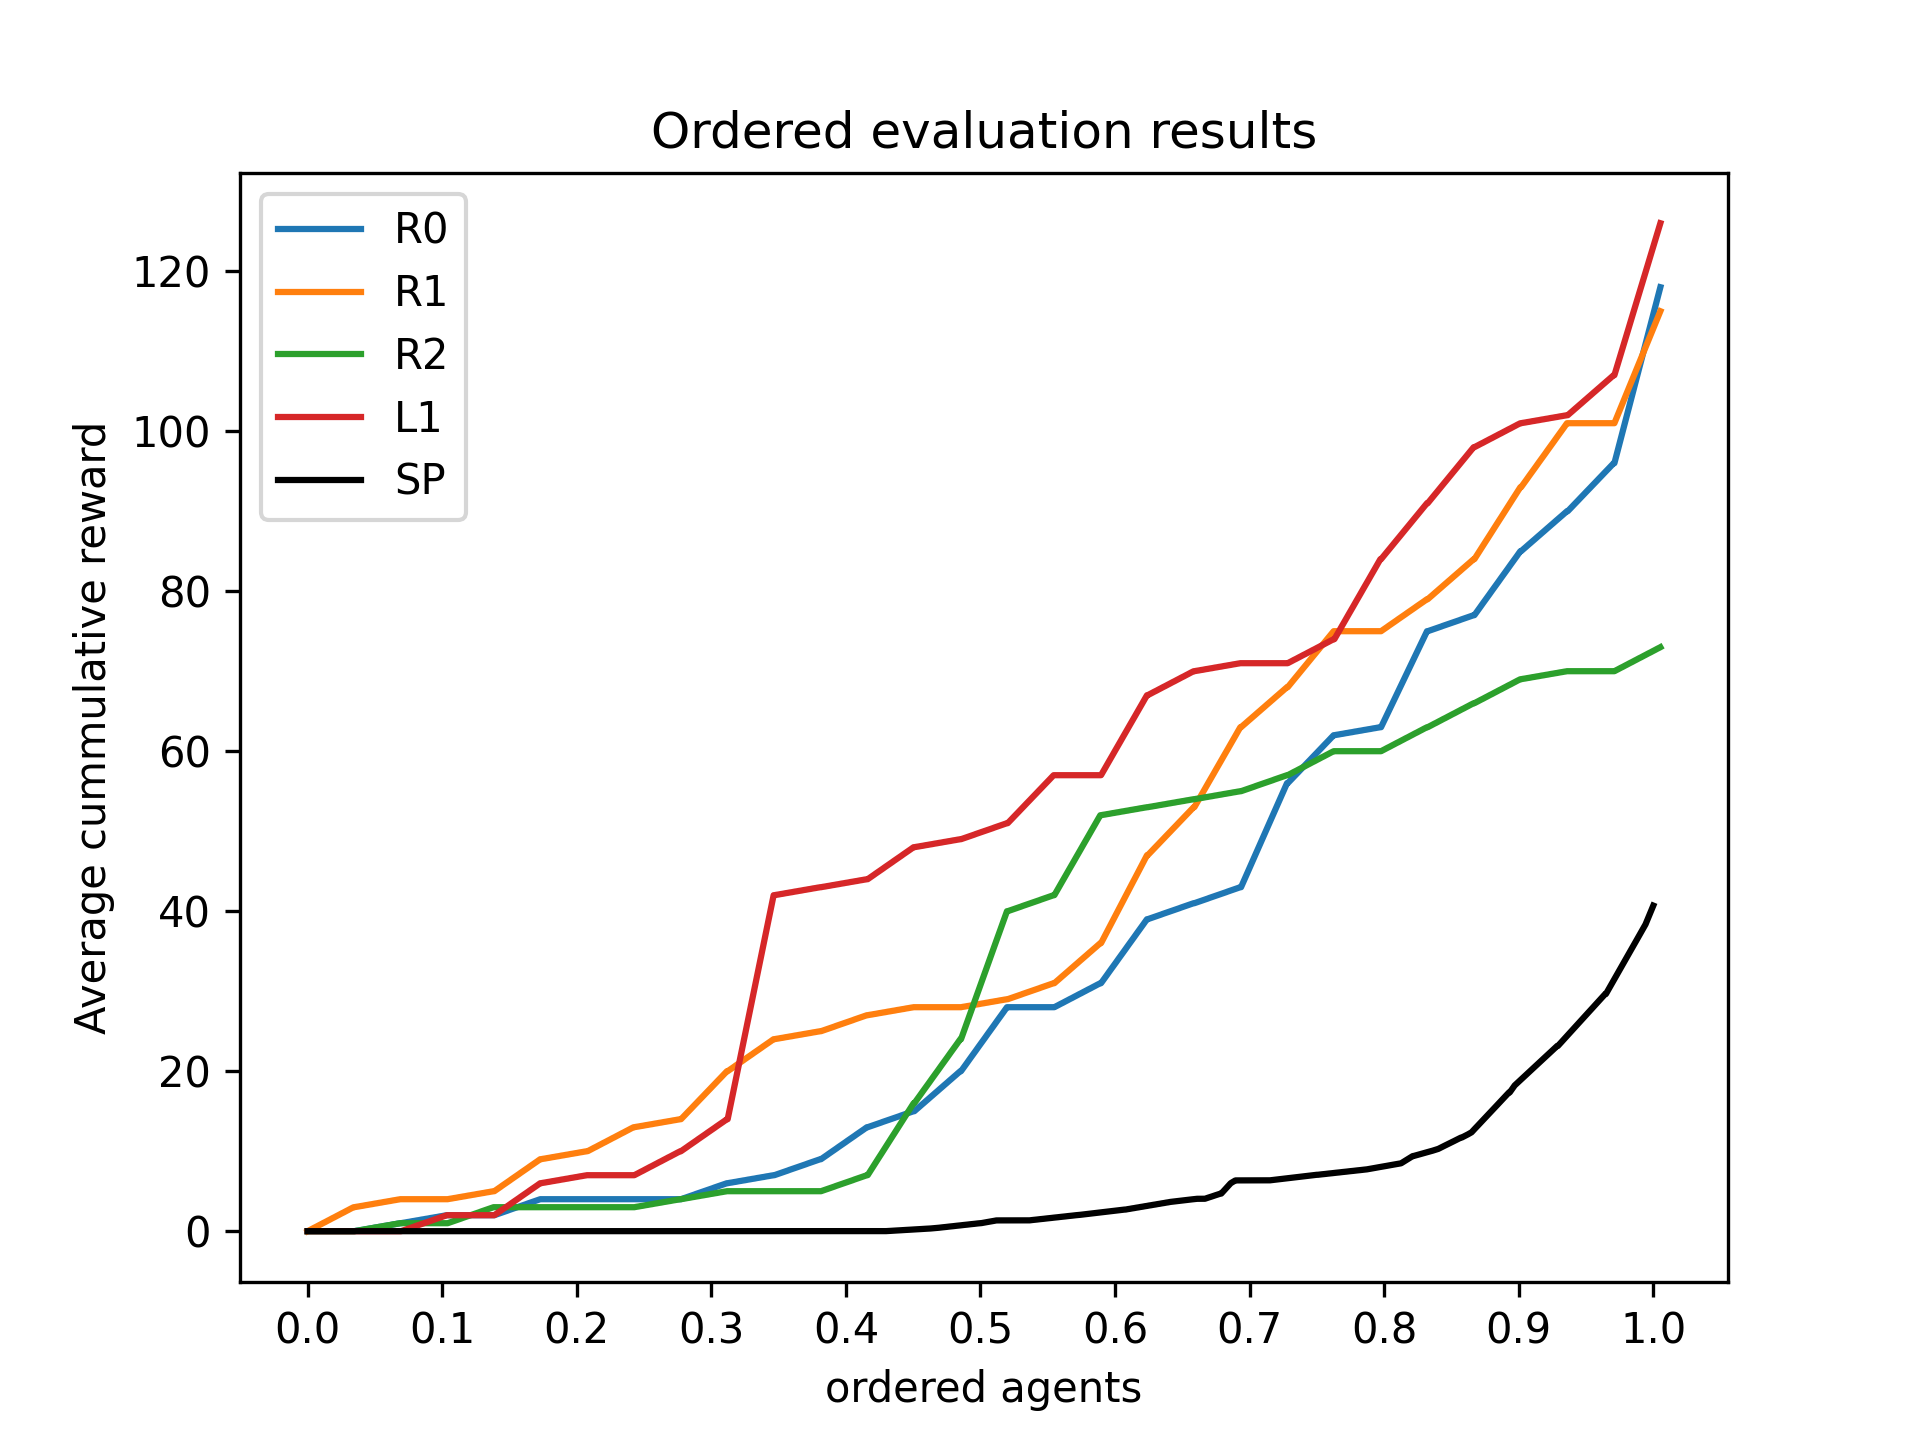 Ordered evaluation results
R0
R1
R2
L1
SP
120
100
80
60
40
20
0
Average cummulative reward
0.0 0.1 0.2 0.3 0.4 0.5 0.6 0.7 0.8 0.9 1.0
ordered agents